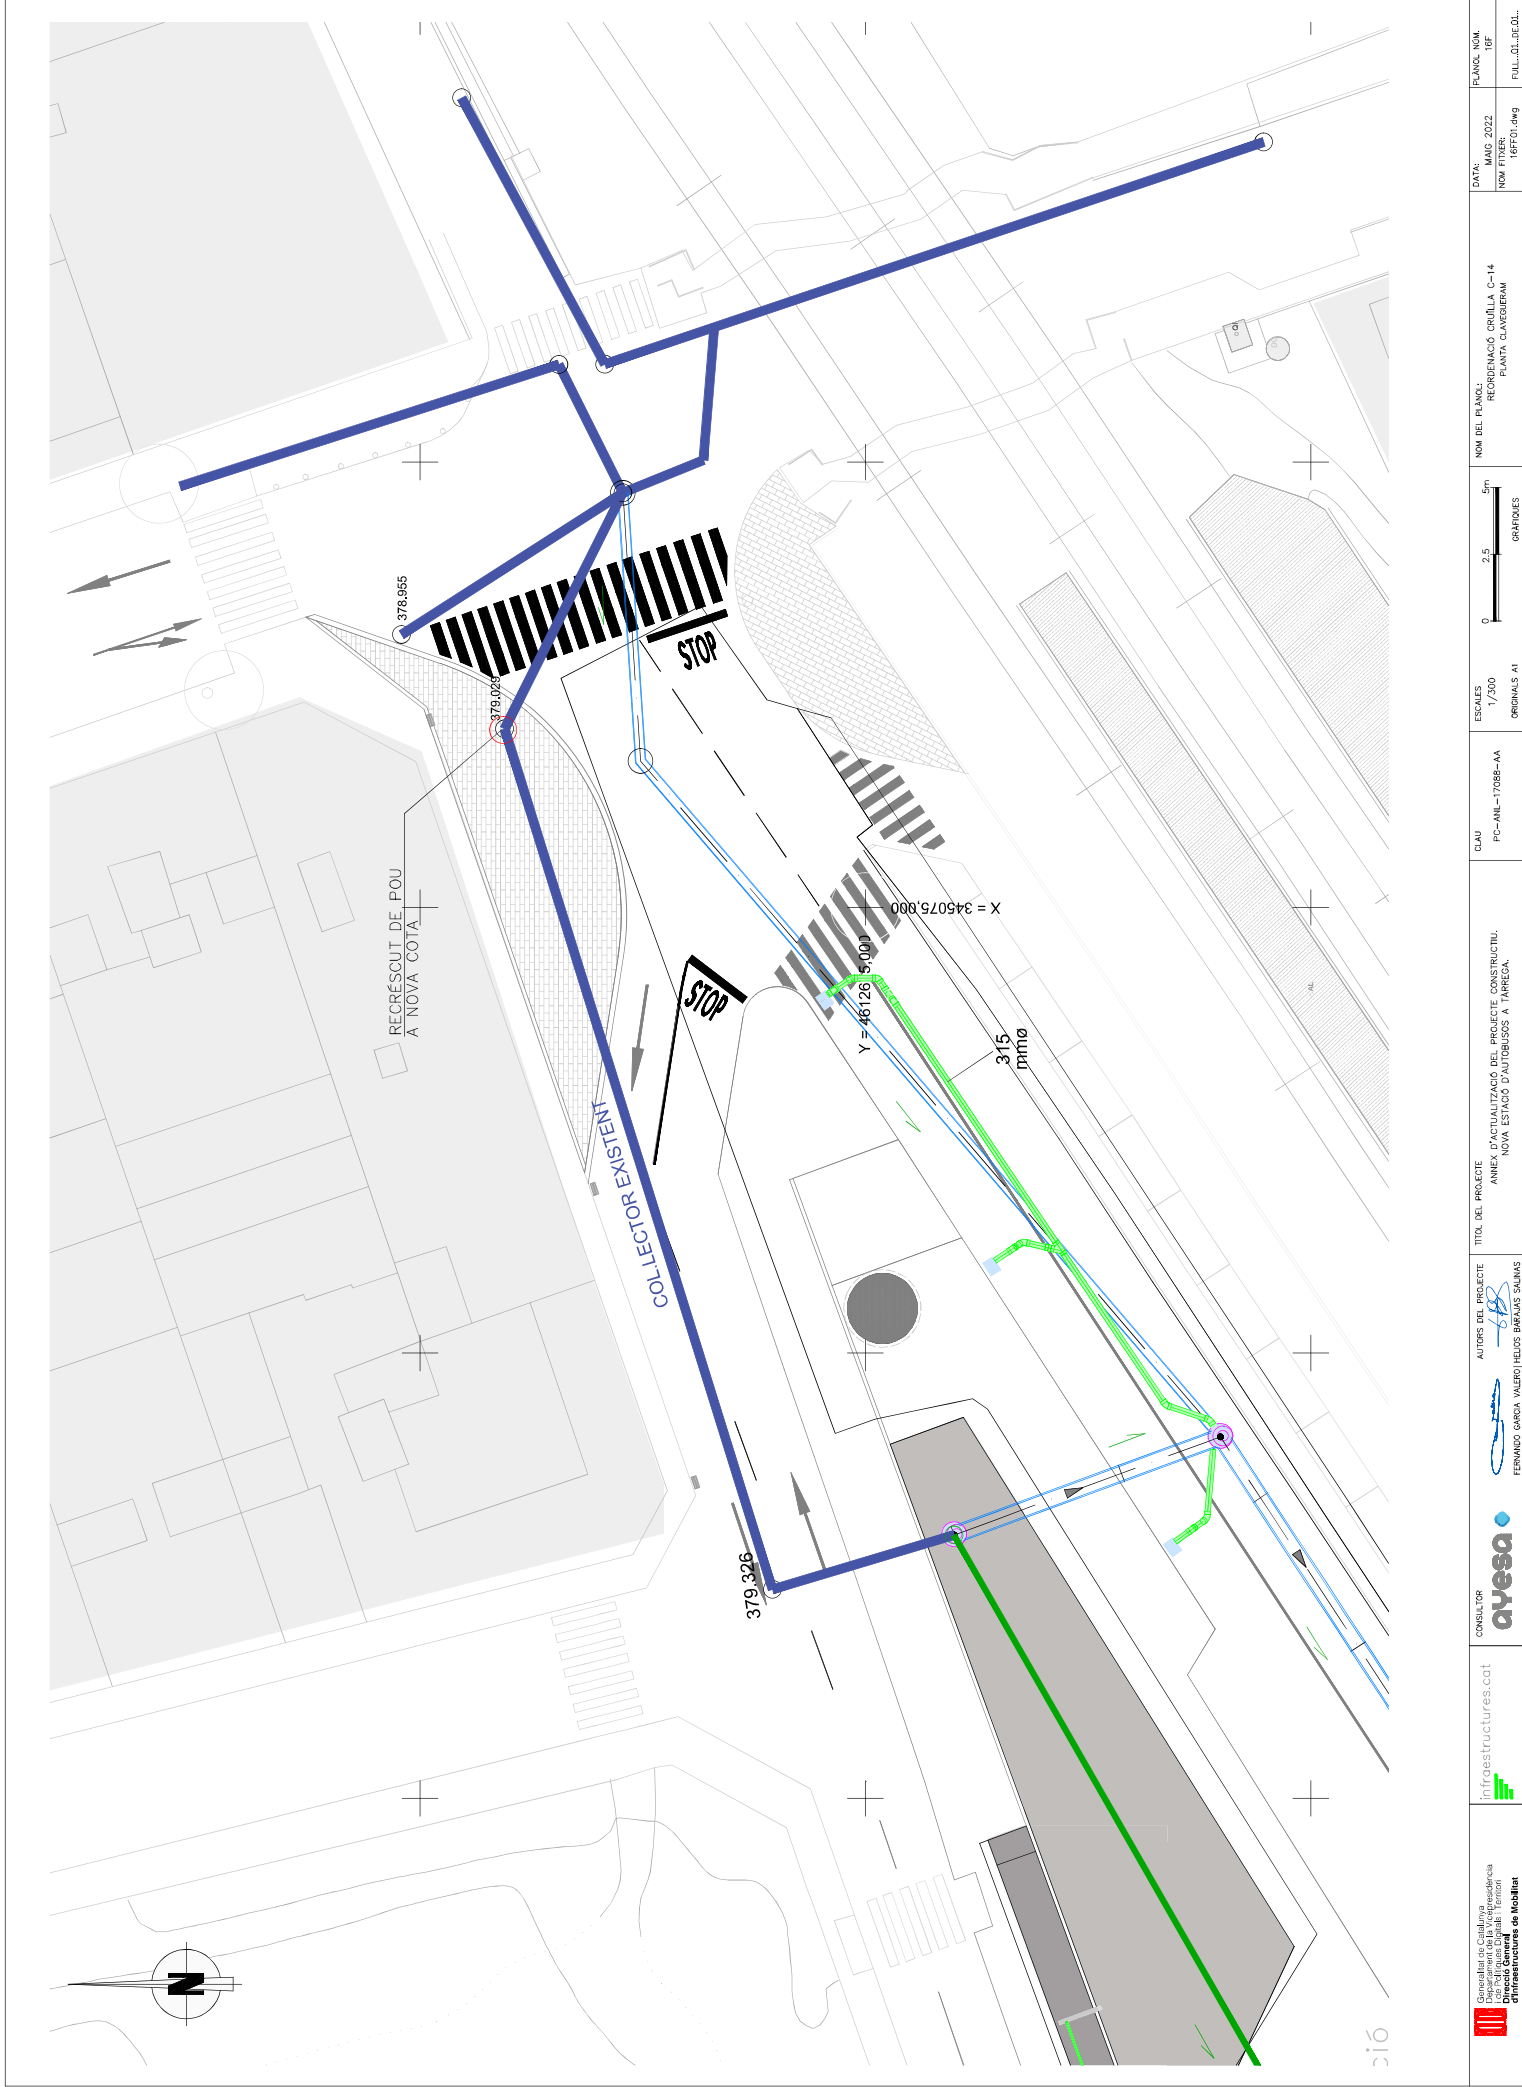 378.955
379.029
STOP
RECRÉSCUT DE POU
A NOVA COTA
X = 345075,000
STOP
315
mmø
COL.LECTOR EXISTENT
379.326
AL
QI
N
ció
Generalitat de Catalunya
Departament de la Vicepresidència
i de Polítiques Digitals i Territori
Direcció General
d'Infraestructures de Mobilitat
infraestructures.cat
CONSULTOR
ayesa
AUTORS DEL PROJECTE
FERNANDO GARCIA VALERO
HELIOS BARAJAS SALINAS
TÍTOL DEL PROJECTE
ANNEX D'ACTUALITZACIÓ DEL PROJECTE CONSTRUCTIU.
NOVA ESTACIÓ D'AUTOBUSOS A TÀRREGA.
CLAU
PC-ANL-17088-AA
ESCALES
1/300
ORIGINALS A1
0 2.5 5m
GRÀFIQUES
NOM DEL PLÀNOL:
REORDENACIÓ CRUÏLLA C-14
PLANTA CLAVEGUERAM
DATA:
MAIG 2022
NOM FITXER:
16FF01.dwg
PLÀNOL NÚM.
16F
FULL..01..DE.01..